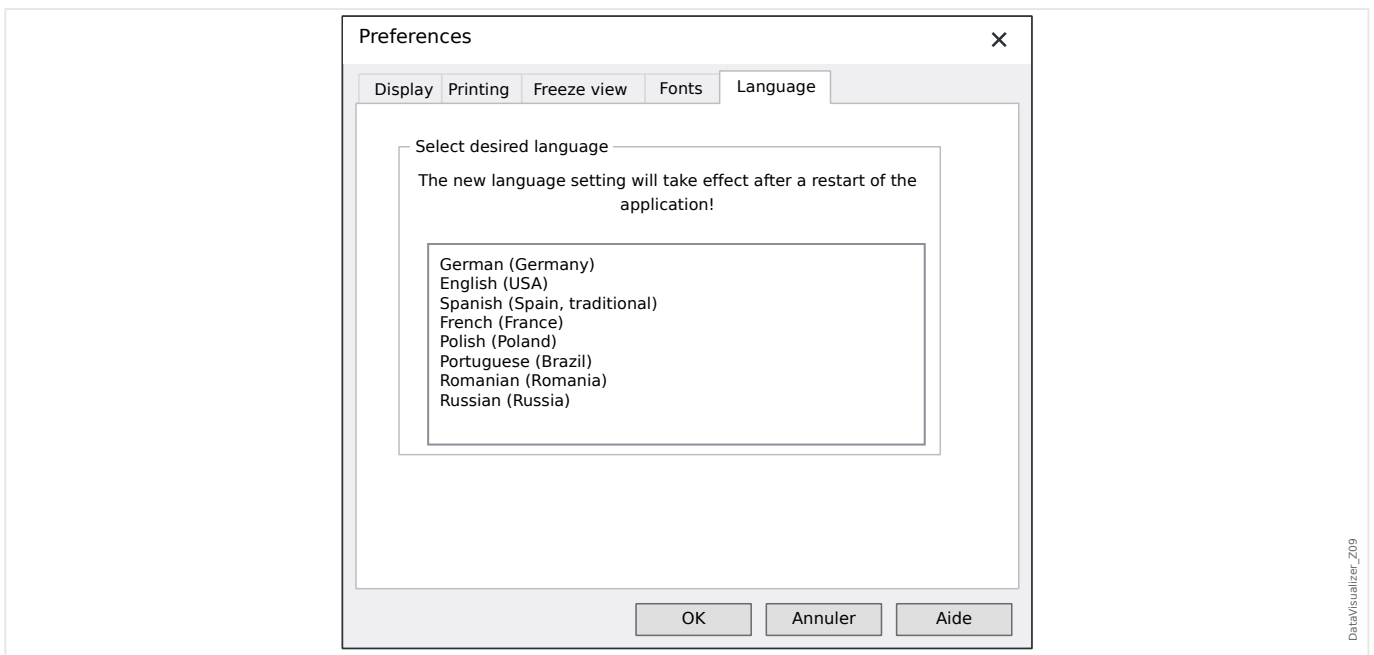 Preferences
Display Printing Freeze view Fonts Language
Select desired language
The new language setting will take effect after a restart of the
application!
German (Germany)
English (USA)
Spanish (Spain, traditional)
French (France)
Polish (Poland)
Portuguese (Brazil)
Romanian (Romania)
Russian (Russia)
OK Annuler Aide
DataVisualizer_Z09